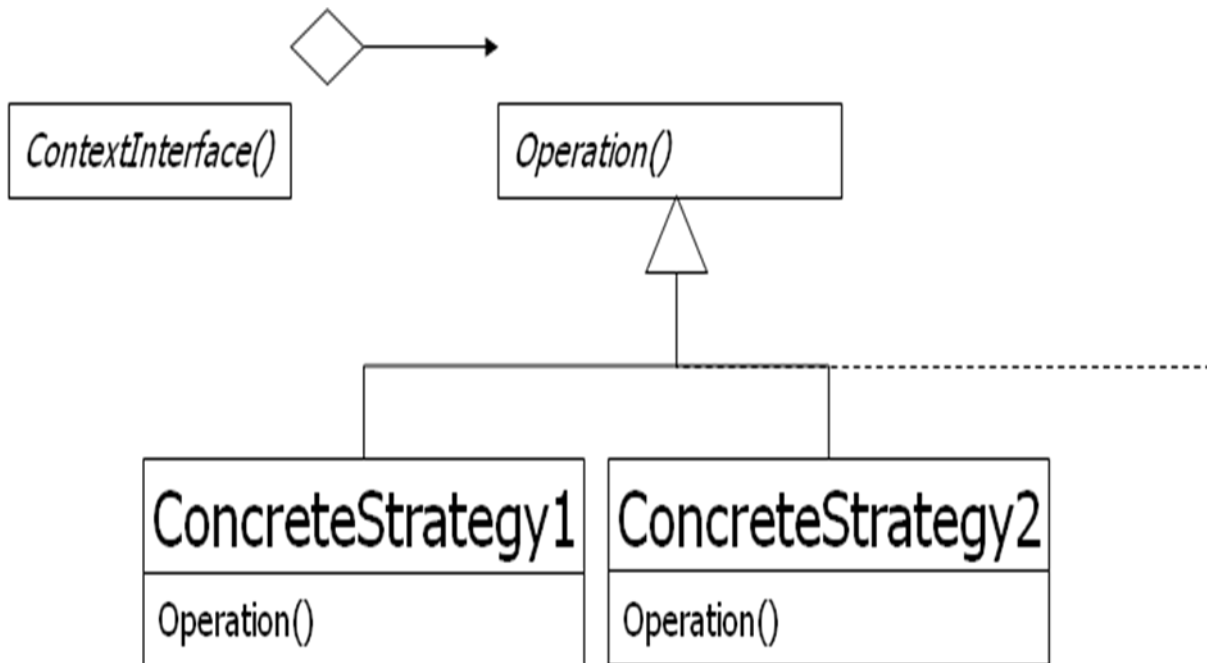 ContextInterface()
Operation()
ConcreteStrategy1
Operation()
ConcreteStrategy2
Operation()